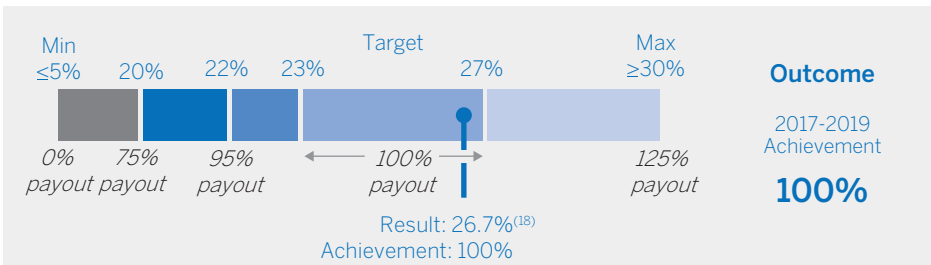 Min
≤5%
20%
22%
23%
Target
27%
Max
≥30%
0%
payout
75%
payout
95%
payout
100%
payout
125%
payout
Result: 26.7%(18)
Achievement: 100%
Outcome
2017-2019
Achievement
100%